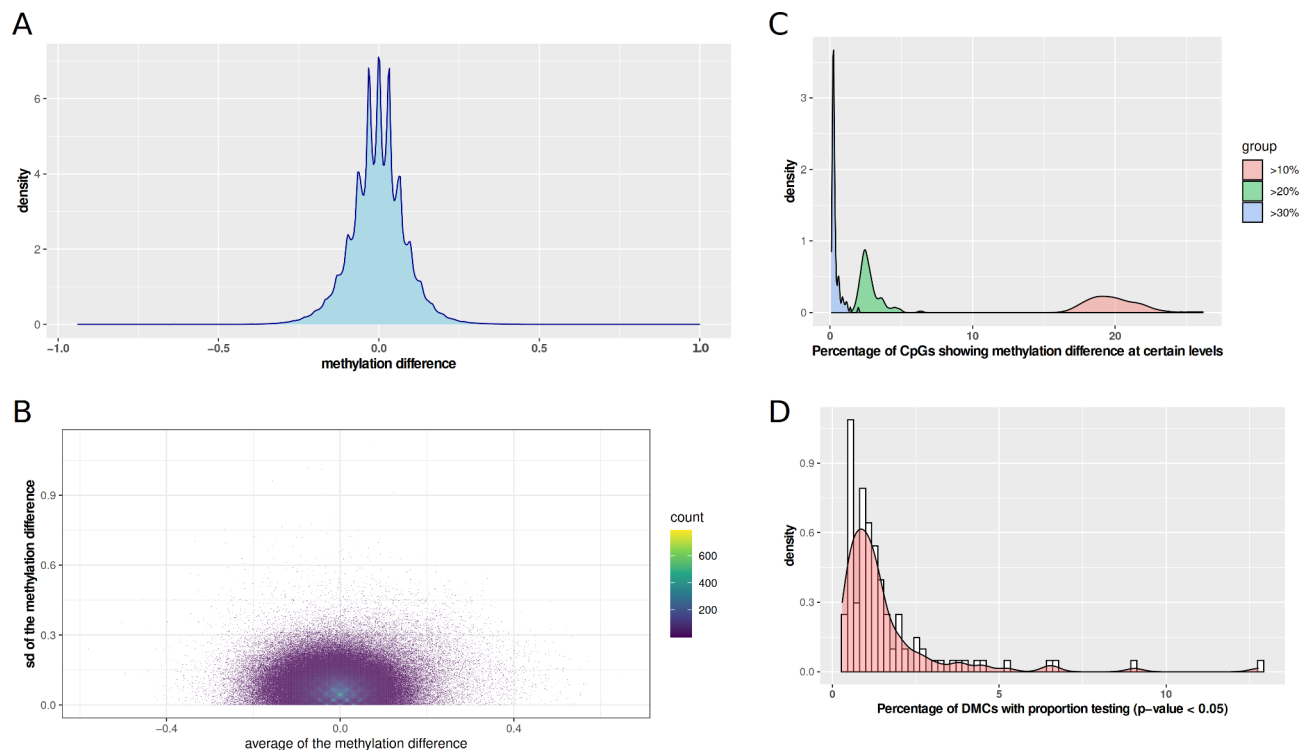 A
6
4
2
0
density
−1.0
−0.5
0.0
0.5
1.0
methylation difference
C
3
2
1
0
density
0
10
20
Percentage of CpGs showing methylation difference at certain levels
group
>10%
>20%
>30%
B
0.9
0.6
0.3
0.0
sd of the methylation difference
−0.4
0.0
0.4
average of the methylation difference
count
600
400
200
D
0.9
0.6
0.3
0.0
density
0
5
10
Percentage of DMCs with proportion testing (p−value < 0.05)